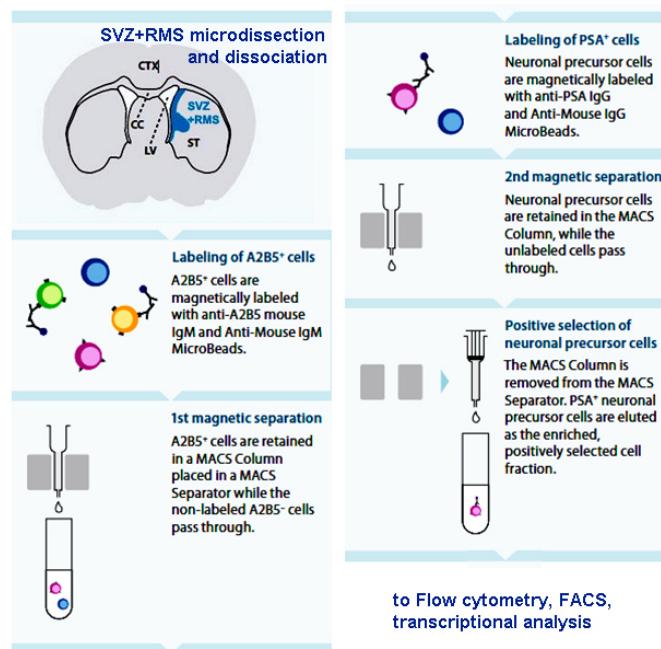 SVZ+RMS microdissection
and dissociation
CTX
SVZ
+RMS
CC
LV
ST
Labeling of A2B5⁺ cells
A2B5⁺ cells are
magnetically labeled
with anti-A2B5 mouse
IgM and Anti-Mouse IgM
MicroBeads.
1st magnetic separation
A2B5⁺ cells are retained
in a MACS Column
placed in a MACS
Separator while the
non-labeled A2B5⁻ cells
pass through.
Labeling of PSA⁺ cells
Neuronal precursor cells
are magnetically labeled
with anti-PSA IgG
and Anti-Mouse IgG
MicroBeads.
2nd magnetic separation
Neuronal precursor cells
are retained in the MACS
Column, while the
unlabeled cells pass
through.
Positive selection of
neuronal precursor cells
The MACS Column is
removed from the MACS
Separator. PSA⁺ neuronal
precursor cells are eluted
as the enriched,
positively selected cell
fraction.
to Flow cytometry, FACS,
transcriptional analysis